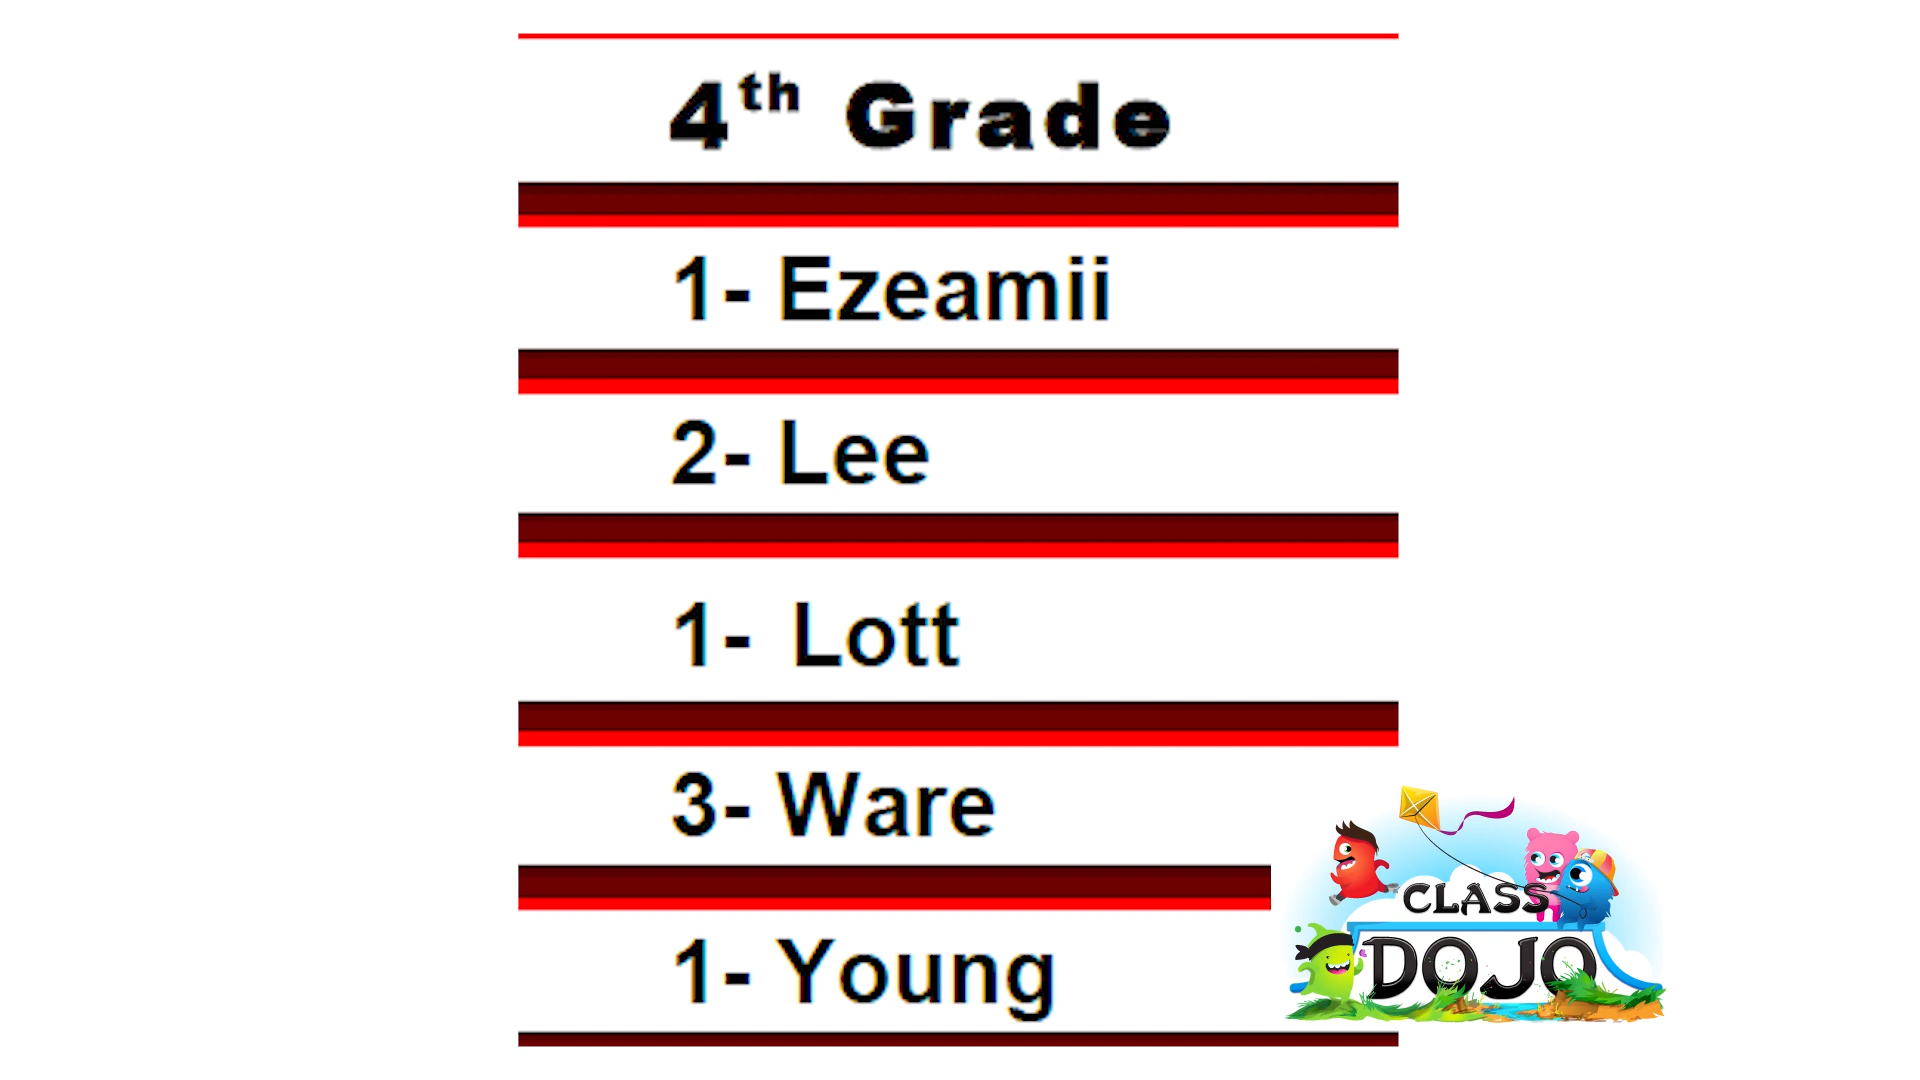 4th Grade
1- Ezeamii
2- Lee
1- Lott
3- Ware
1- Young
CLASS
DOJO